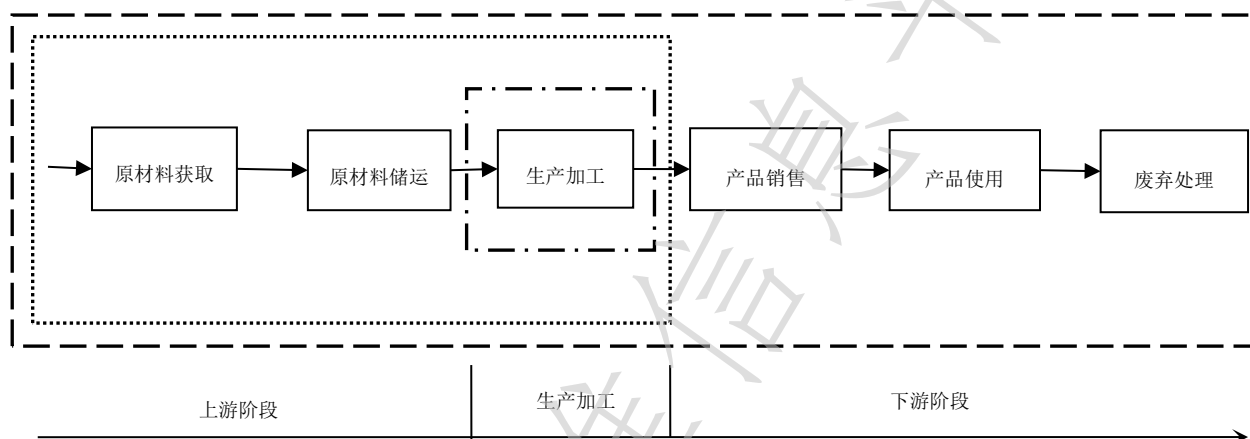 原材料获取
原材料储运
生产加工
产品销售
产品使用
废弃处理
上游阶段
生产加工
下游阶段